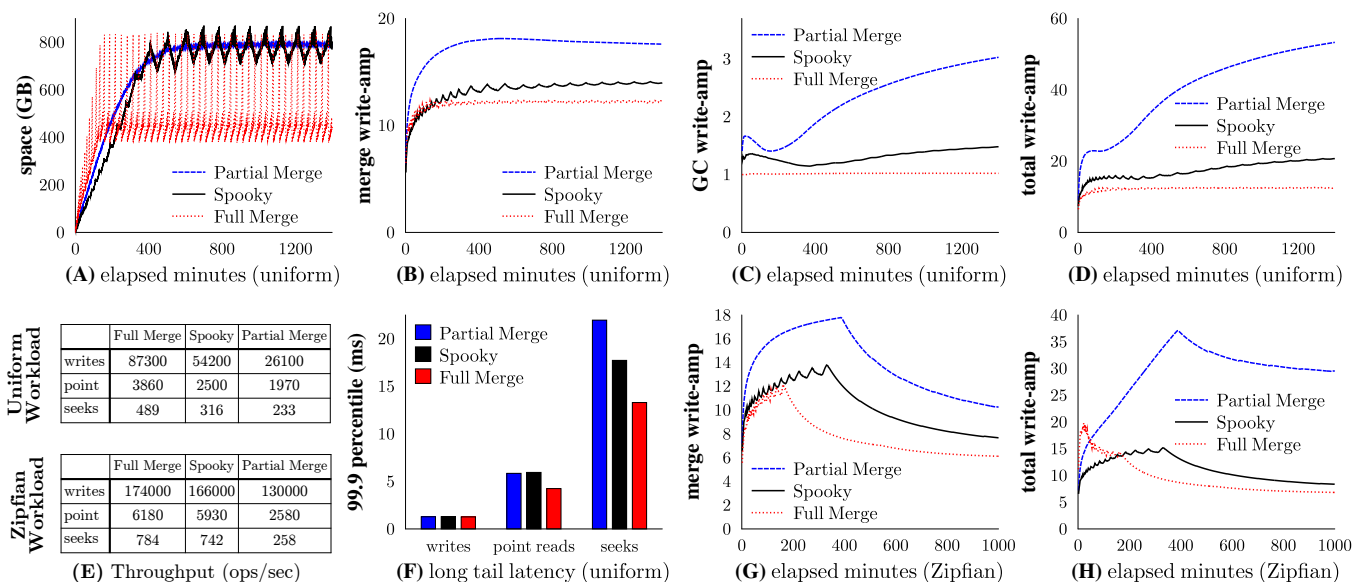 800
600
400
200
0
space (GB)
Partial Merge
Spooky
Full Merge
0 400 800 1200
(A) elapsed minutes (uniform)
20
10
0
merge write-amp
Partial Merge
Spooky
Full Merge
0 400 800 1200
(B) elapsed minutes (uniform)
3
2
1
0
GC write-amp
Partial Merge
Spooky
Full Merge
0 400 800 1200
(C) elapsed minutes (uniform)
60
40
20
0
total write-amp
Partial Merge
Spooky
Full Merge
0 400 800 1200
(D) elapsed minutes (uniform)
Uniform
Workload
Full Merge Spooky Partial Merge
writes 87300 54200 26100
point 3860 2500 1970
seeks 489 316 233
Zipfian
Workload
Full Merge Spooky Partial Merge
writes 174000 166000 130000
point 6180 5930 2580
seeks 784 742 258
(E) Throughput (ops/sec)
20
15
10
5
0
99.9 percentile (ms)
Partial Merge
Spooky
Full Merge
writes point reads seeks
(F) long tail latency (uniform)
18
16
14
12
10
8
6
4
2
0
merge write-amp
Partial Merge
Spooky
Full Merge
0 200 400 600 800 1000
(G) elapsed minutes (Zipfian)
40
35
30
25
20
15
10
5
0
total write-amp
Partial Merge
Spooky
Full Merge
0 200 400 600 800 1000
(H) elapsed minutes (Zipfian)